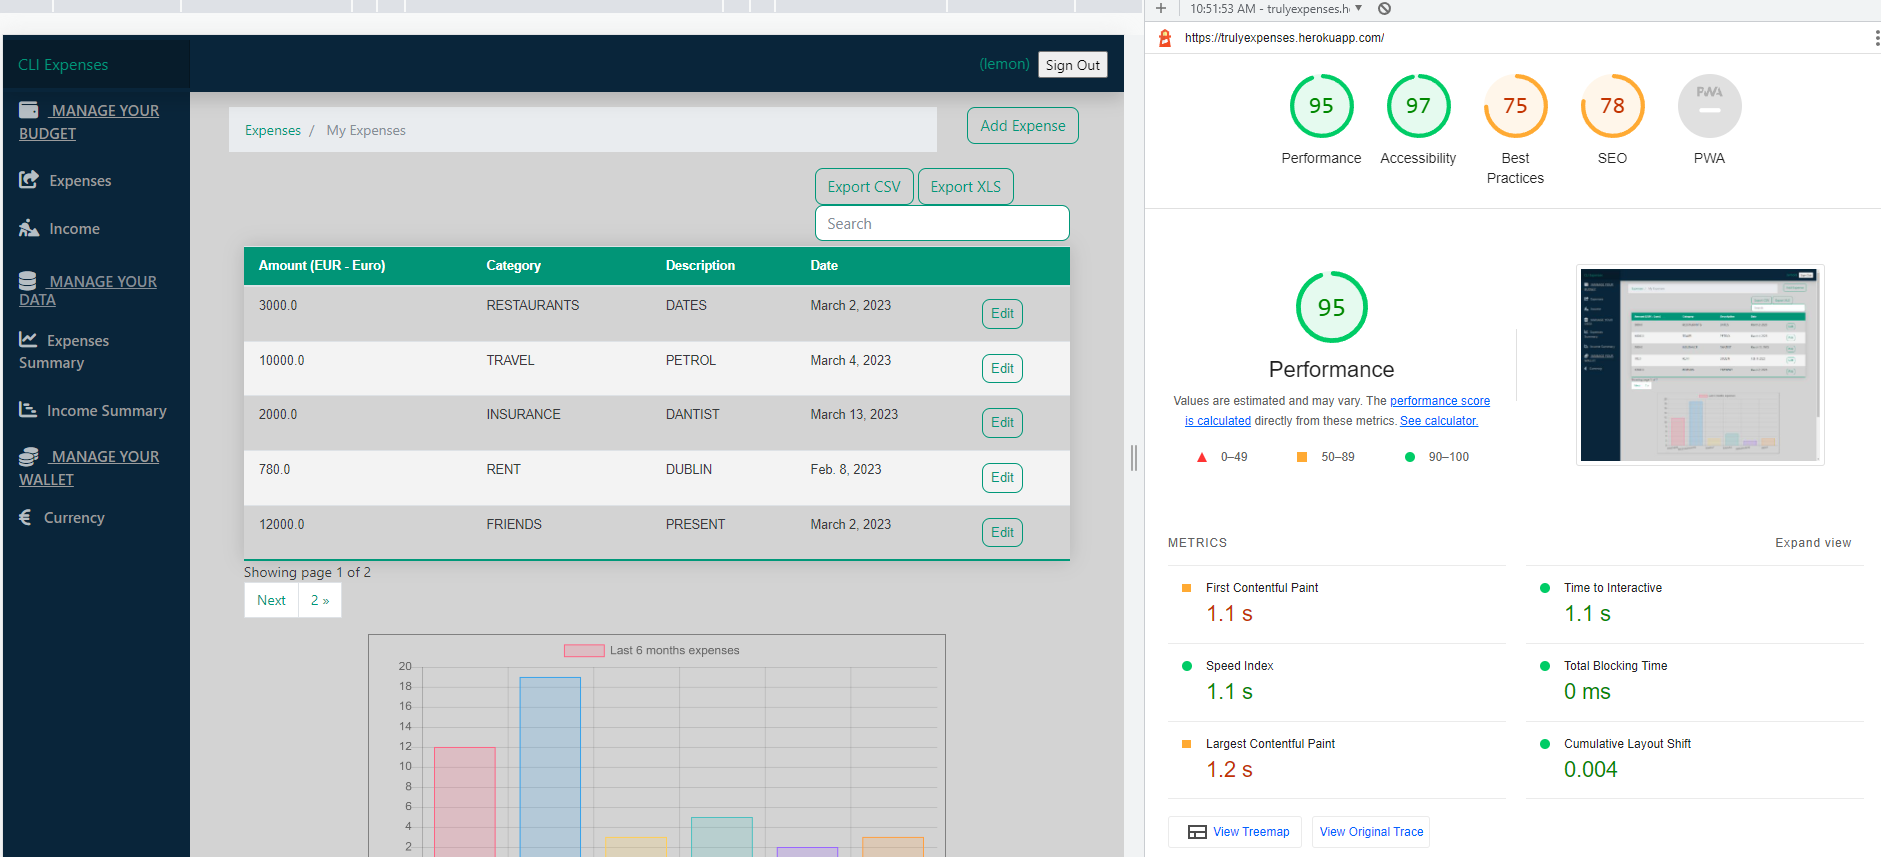 CLI Expenses
(lemon)
Sign Out
MANAGE YOUR
BUDGET
Expenses
Income
MANAGE YOUR
DATA
Expenses
Summary
Income Summary
MANAGE YOUR
WALLET
Currency
Expenses / My Expenses
Add Expense
Export CSV
Export XLS
Search
Amount (EUR - Euro) Category Description Date
3000.0 RESTAURANTS DATES March 2, 2023 Edit
10000.0 TRAVEL PETROL March 4, 2023 Edit
2000.0 INSURANCE DANTIST March 13, 2023 Edit
780.0 RENT DUBLIN Feb. 8, 2023 Edit
12000.0 FRIENDS PRESENT March 2, 2023 Edit
Showing page 1 of 2
Next 2 »
Last 6 months expenses
20
18
16
14
12
10
8
6
4
2
10:51:53 AM - trulyexpenses.h
https://trulyexpenses.herokuapp.com/
95
97
75
78
PWA
Performance
Accessibility
Best
Practices
SEO
PWA
95
Performance
Values are estimated and may vary. The performance score
is calculated directly from these metrics. See calculator.
0–49
50–89
90–100
METRICS
Expand view
First Contentful Paint
1.1 s
Time to Interactive
1.1 s
Speed Index
1.1 s
Total Blocking Time
0 ms
Largest Contentful Paint
1.2 s
Cumulative Layout Shift
0.004
View Treemap
View Original Trace